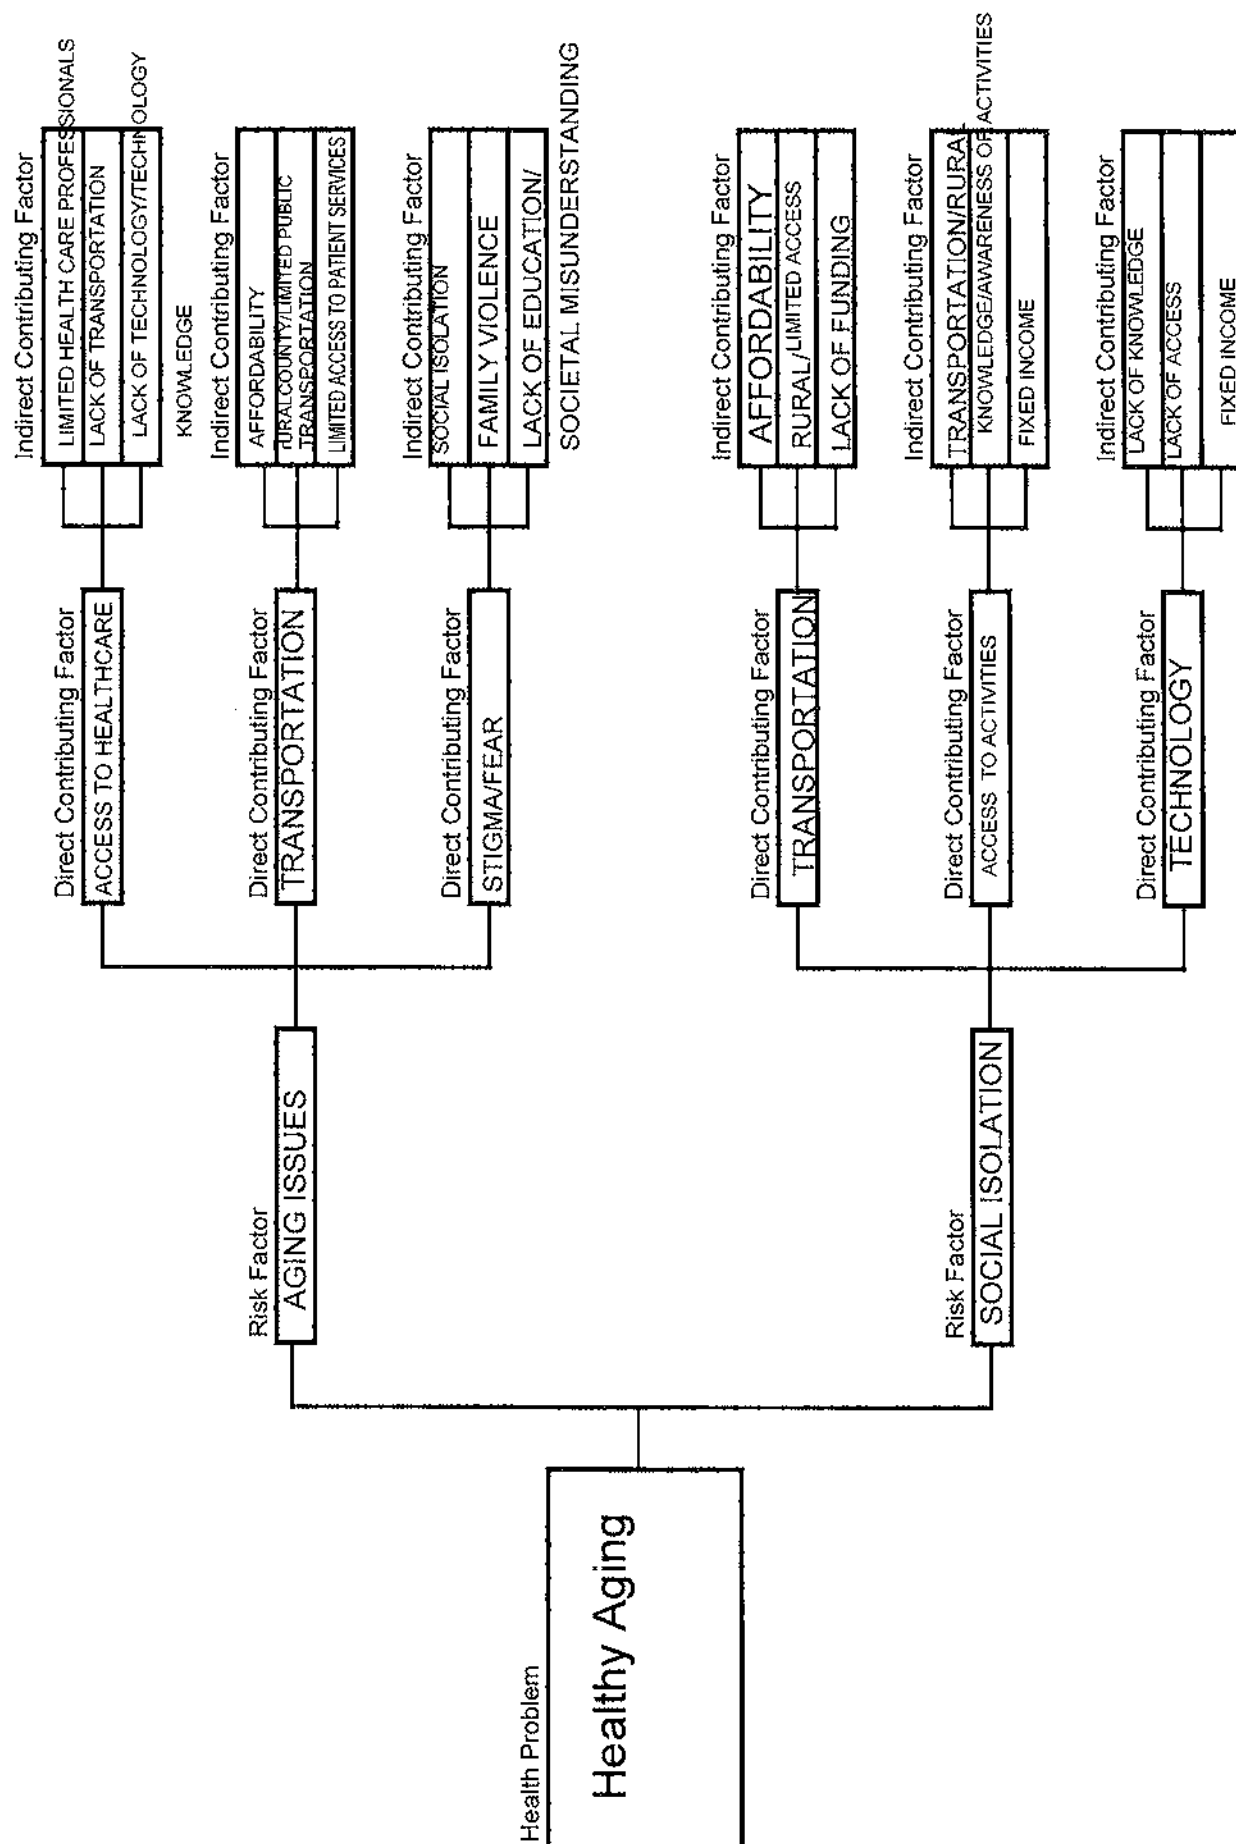 Health Problem
Healthy Aging
Risk Factor
AGING ISSUES
Direct Contributing Factor
ACCESS TO HEALTHCARE
Indirect Contributing Factor
LIMITED HEALTH CARE PROFESSIONALS
LACK OF TRANSPORTATION
LACK OF TECHNOLOGY/TECHNOLOGY
KNOWLEDGE
Direct Contributing Factor
TRANSPORTATION
Indirect Contributing Factor
AFFORDABILITY
RURALCOUNTY/LIMITED PUBLIC
TRANSPORTATION
LIMITED ACCESS TO PATIENT SERVICES
Direct Contributing Factor
STIGMA/FEAR
Indirect Contributing Factor
SOCIAL ISOLATION
FAMILY VIOLENCE
LACK OF EDUCATION/
SOCIETAL MISUNDERSTANDING
Risk Factor
SOCIAL ISOLATION
Direct Contributing Factor
TRANSPORTATION
Indirect Contributing Factor
AFFORDABILITY
RURAL/LIMITED ACCESS
LACK OF FUNDING
Direct Contributing Factor
ACCESS TO ACTIVITIES
Indirect Contributing Factor
TRANSPORTATION/RURAL
KNOWLEDGE/AWARENESS OF ACTIVITIES
FIXED INCOME
Direct Contributing Factor
TECHNOLOGY
Indirect Contributing Factor
LACK OF KNOWLEDGE
LACK OF ACCESS
FIXED INCOME